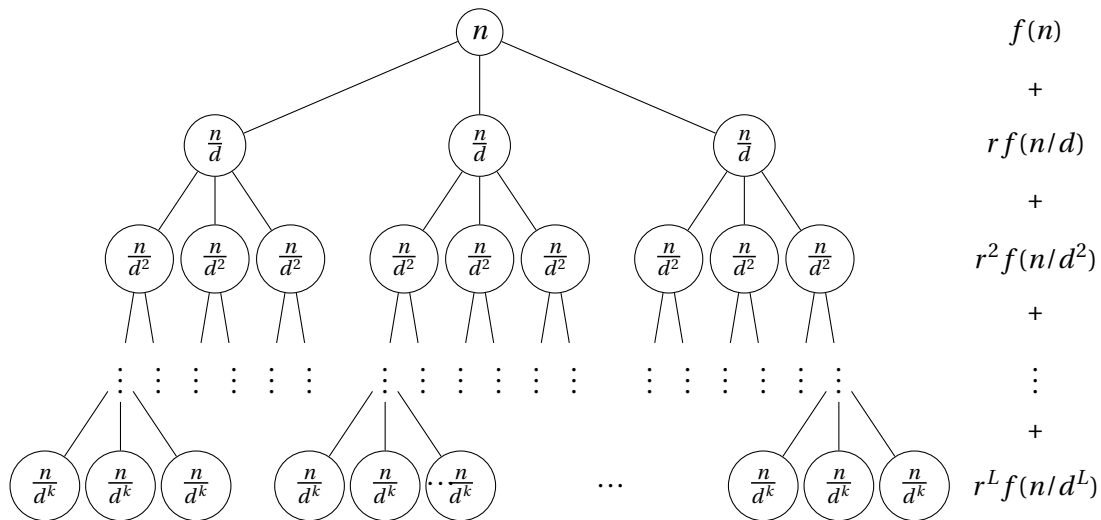 n f(n)
+
n/d n/d n/d r f(n/d)
+
n/d² n/d² n/d² n/d² n/d² n/d² n/d² n/d² n/d² r² f(n/d²)
+
⋮ ⋮ ⋮ ⋮ ⋮ ⋮ ⋮ ⋮ ⋮ ⋮ ⋮ ⋮ ⋮ ⋮ ⋮ ⋮ ⋮ ⋮ ⋮
+
n/dᵏ n/dᵏ n/dᵏ n/dᵏ n/dᵏ ... n/dᵏ ... n/dᵏ n/dᵏ n/dᵏ r^L f(n/d^L)